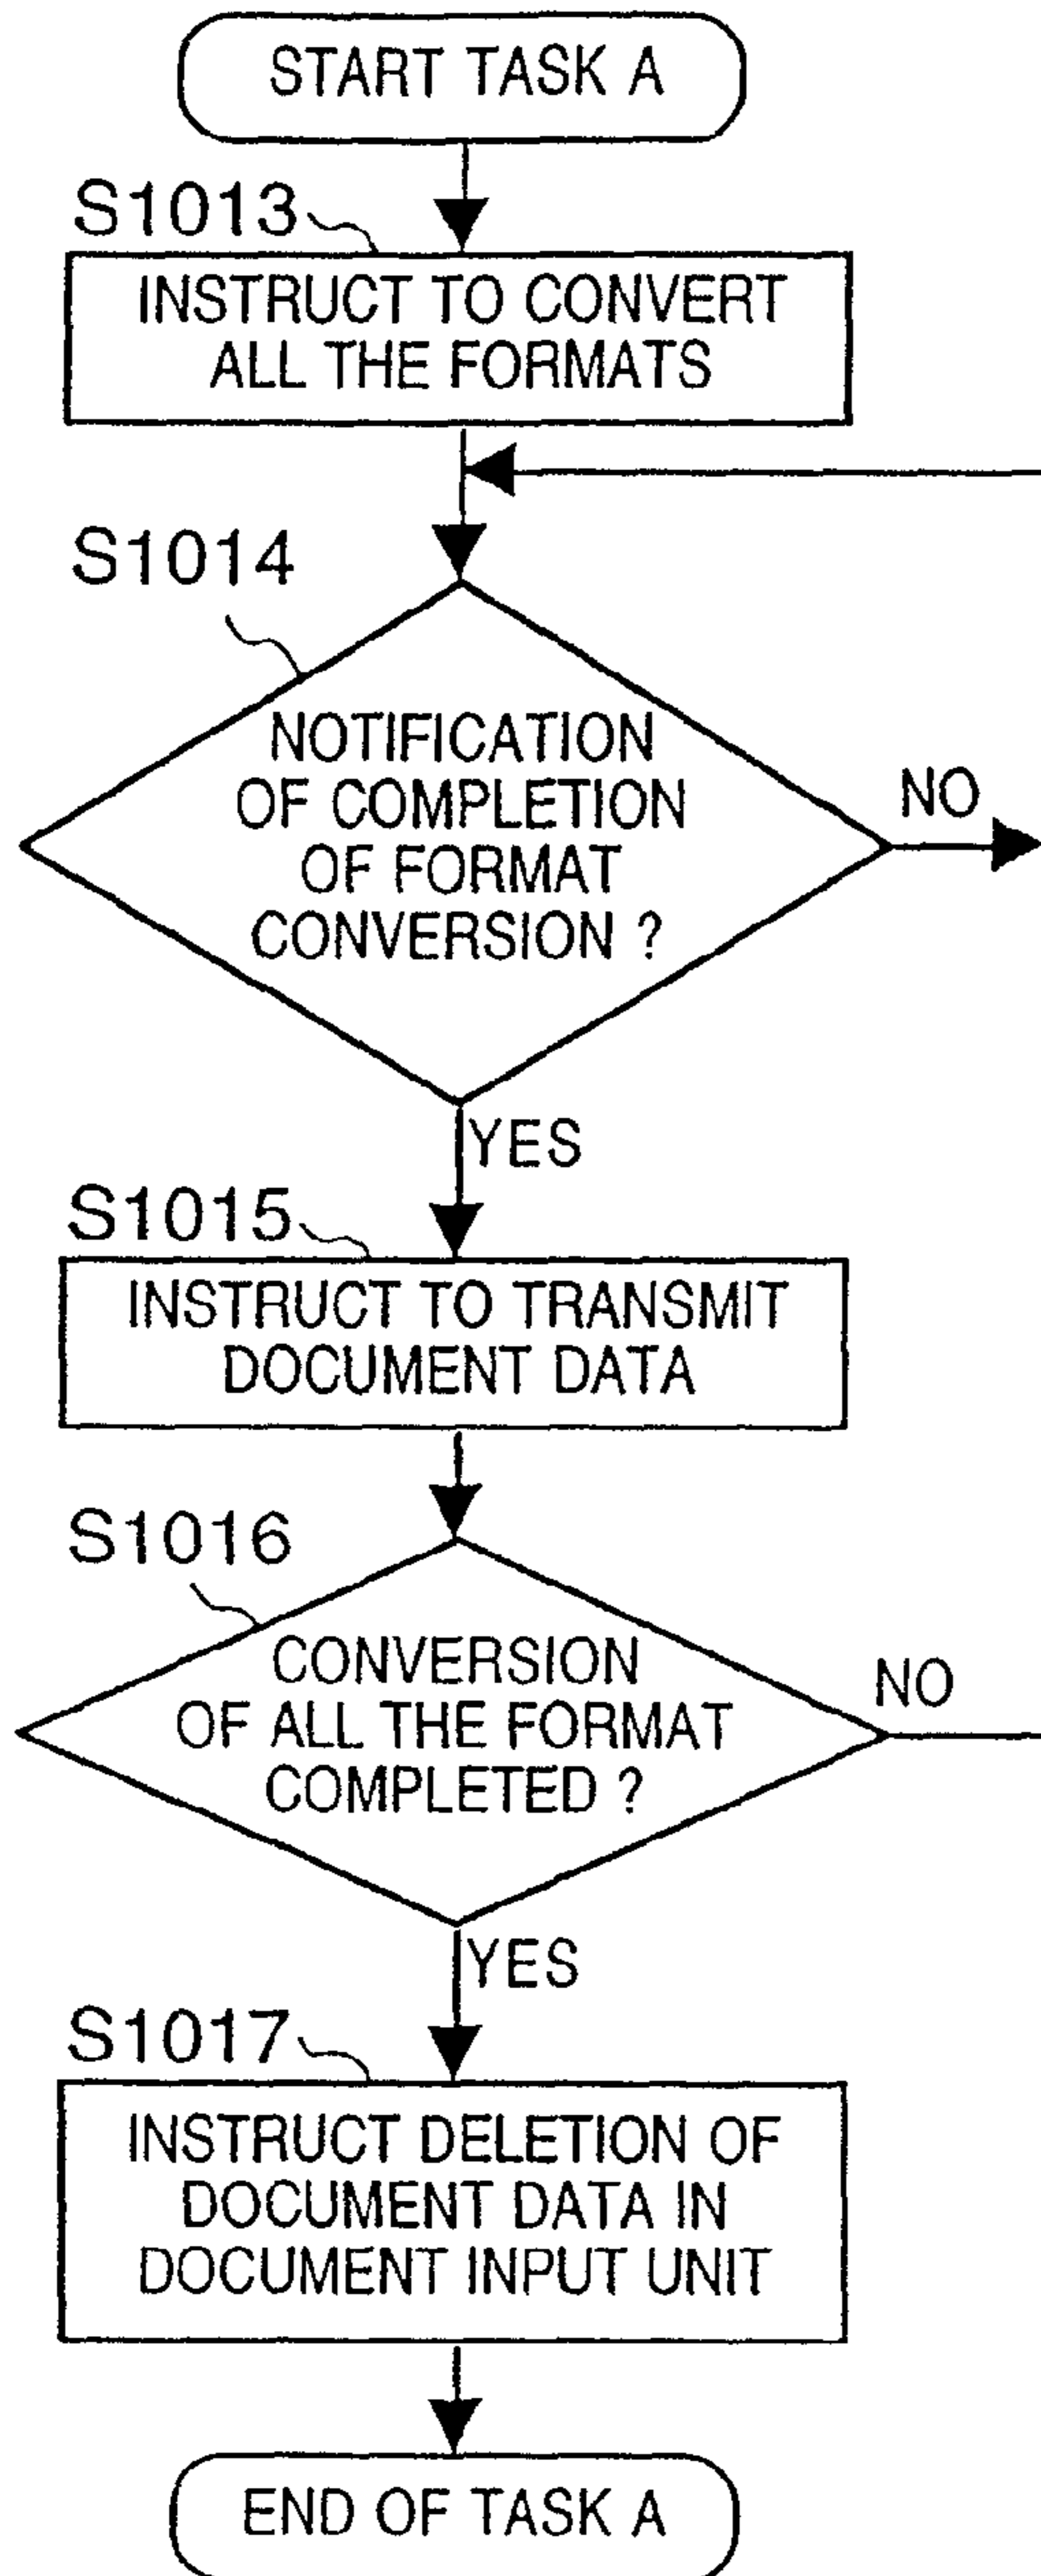 START TASK A
S1013
INSTRUCT TO CONVERT
ALL THE FORMATS
S1014
NOTIFICATION
OF COMPLETION
OF FORMAT
CONVERSION ?
NO
YES
S1015
INSTRUCT TO TRANSMIT
DOCUMENT DATA
S1016
CONVERSION
OF ALL THE FORMAT
COMPLETED ?
NO
YES
S1017
INSTRUCT DELETION OF
DOCUMENT DATA IN
DOCUMENT INPUT UNIT
END OF TASK A